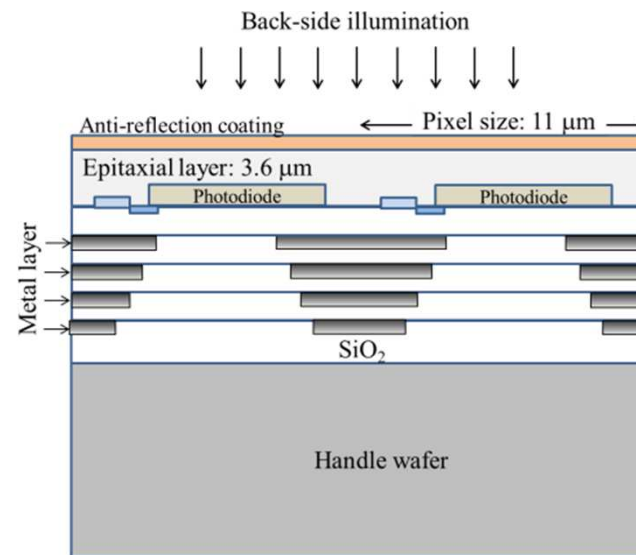 Back-side illumination
Anti-reflection coating
Pixel size: 11 μm
Epitaxial layer: 3.6 μm
Photodiode
Photodiode
Metal layer
SiO₂
Handle wafer